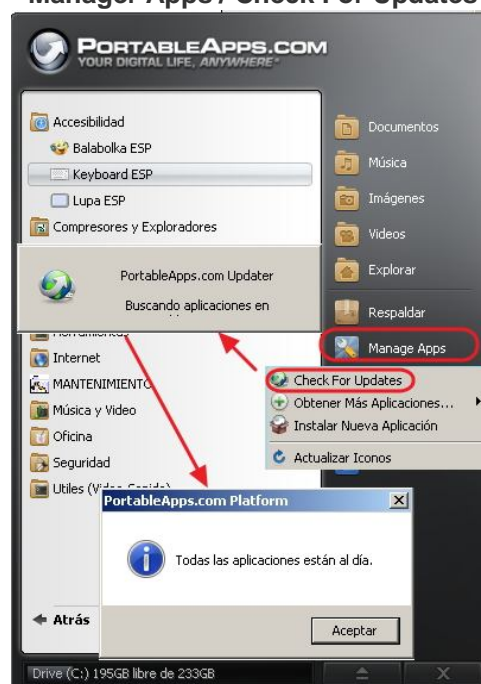 Manager Apps / Check For Updates
PORTABLEAPPS.COM
YOUR DIGITAL LIFE, ANYWHERE®
Accesibilidad
Balabolka ESP
Keyboard ESP
Lupa ESP
Compresores y Exploradores
PortableApps.com Updater
Buscando aplicaciones en
Internet
MANTENIMIENTO
Música y Video
Oficina
Seguridad
Utiles
Documentos
Música
Imágenes
Videos
Explorar
Respaldar
Manage Apps
Check For Updates
Obtener Más Aplicaciones...
Instalar Nueva Aplicación
Actualizar Iconos
PortableApps.com Platform
Todas las aplicaciones están al día.
Aceptar
Atrás
Drive (C:) 195GB libre de 233GB